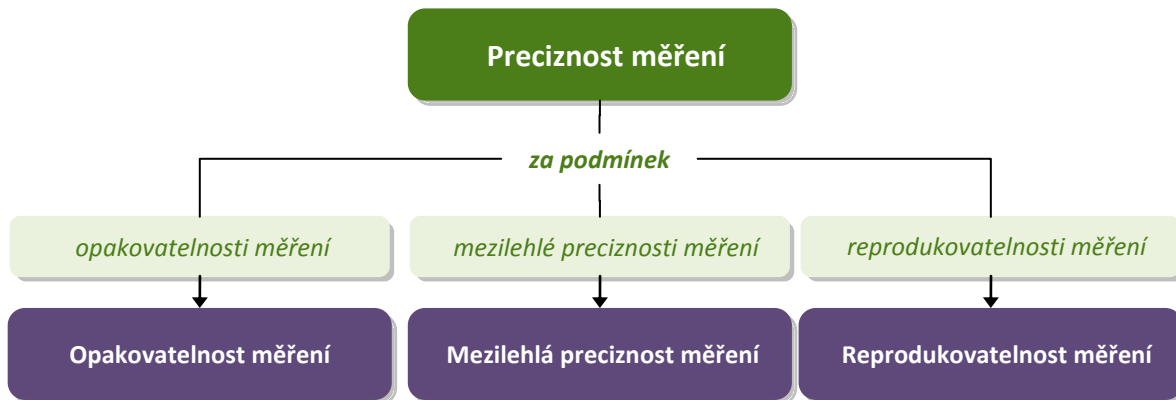 Preciznost měření
za podmínek
opakovatelnosti měření
mezilehlé preciznosti měření
reprodukovatelnosti měření
Opakovatelnost měření
Mezilehlá preciznost měření
Reprodukovatelnost měření